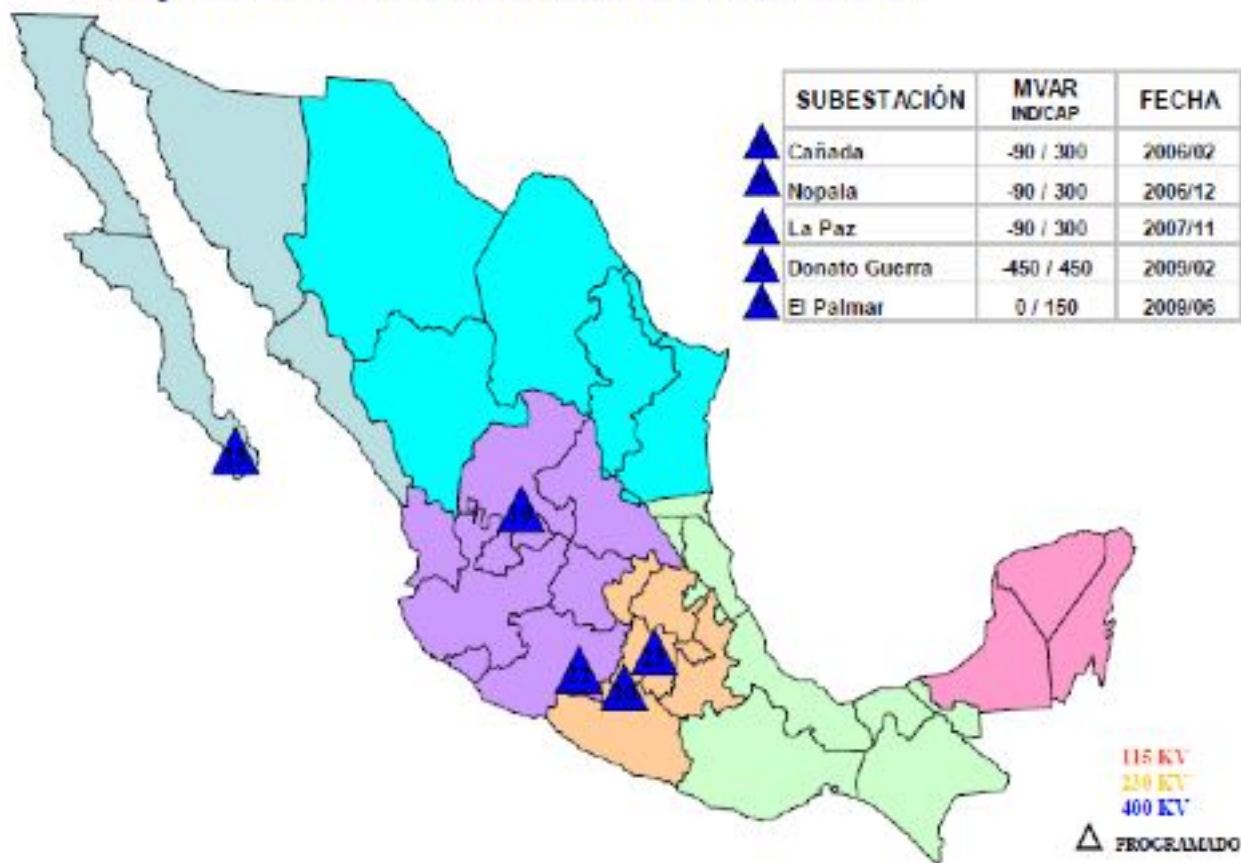 SUBESTACIÓN MVAR IND/CAP FECHA
Cañada -90 / 300 2006/02
Nopala -90 / 300 2006/12
La Paz -90 / 300 2007/11
Donato Guerra -450 / 450 2009/02
El Palmar 0 / 150 2009/06
115 KV
230 KV
400 KV
PROGRAMADO